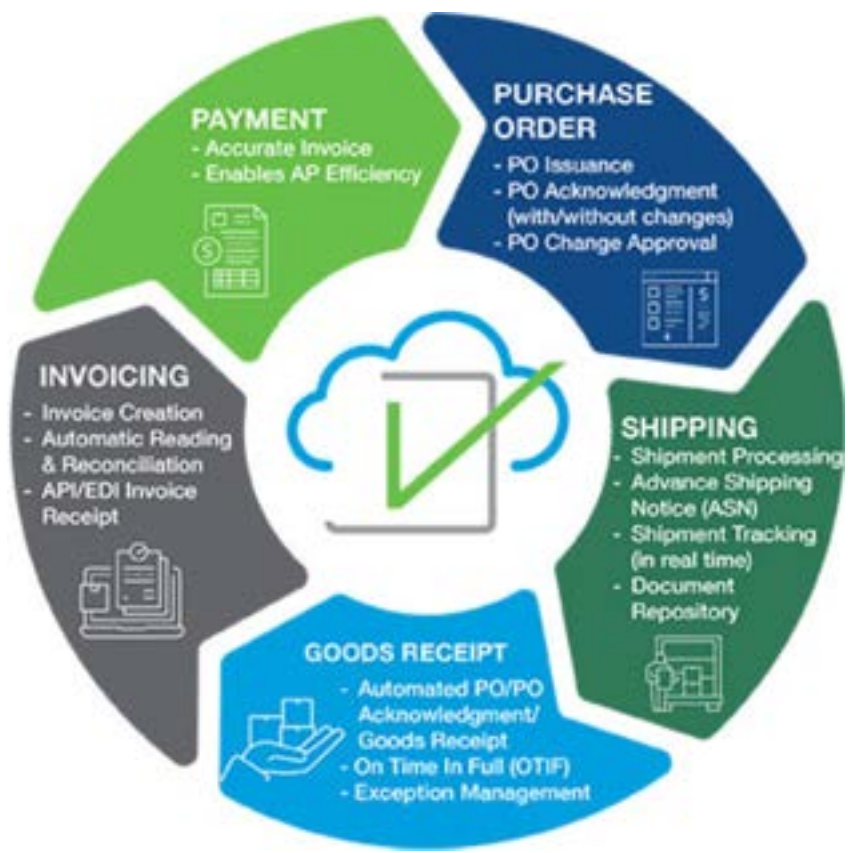 PAYMENT
- Accurate Invoice
- Enables AP Efficiency
PURCHASE
ORDER
- PO Issuance
- PO Acknowledgment
(with/without changes)
- PO Change Approval
SHIPPING
- Shipment Processing
- Advance Shipping
Notice (ASN)
- Shipment Tracking
(in real time)
- Document
Repository
GOODS RECEIPT
- Automated PO/PO
Acknowledgment/
Goods Receipt
- On Time In Full (OTIF)
- Exception Management
INVOICING
- Invoice Creation
- Automatic Reading
& Reconciliation
- API/EDI Invoice
Receipt